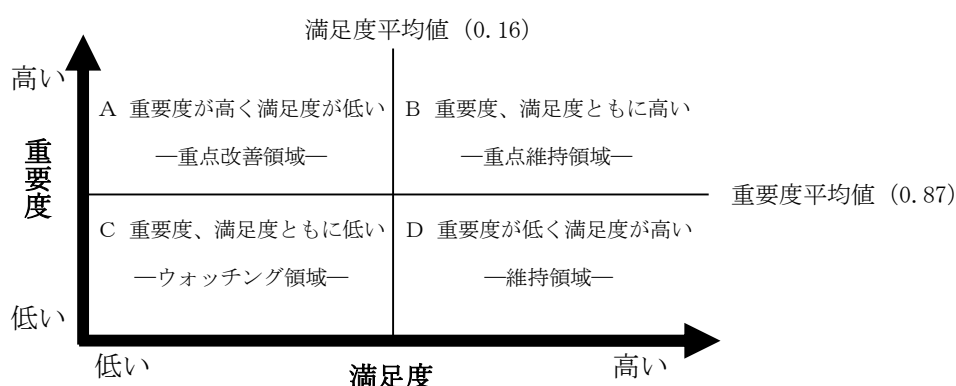 満足度平均値（0.16）
高い
A 重要度が高く満足度が低い
B 重要度、満足度ともに高い
―重点改善領域―
―重点維持領域―
重要度
重要度平均値（0.87）
C 重要度、満足度ともに低い
D 重要度が低く満足度が高い
―ウォッチング領域―
―維持領域―
低い
低い
満足度
高い